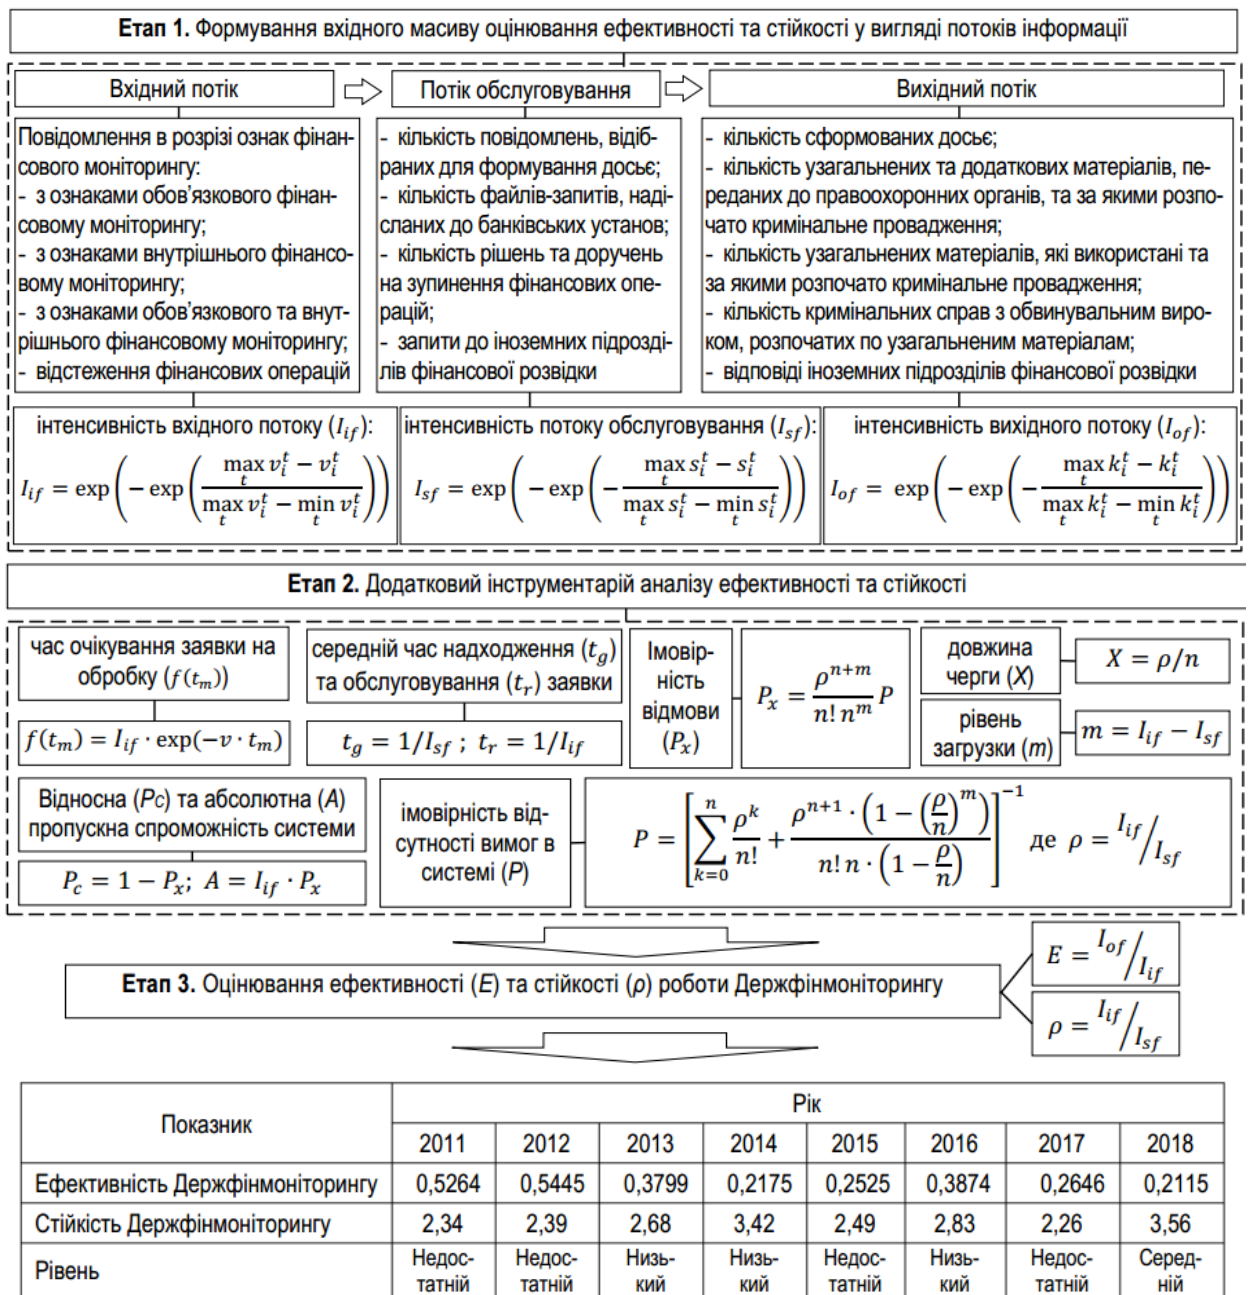 Етап 1. Формування вхідного масиву оцінювання ефективності та стійкості у вигляді потоків інформації
Вхідний потік
Повідомлення в розрізі ознак фінан-
сового моніторингу:
- з ознаками обов’язкового фінан-
совому моніторингу;
- з ознаками внутрішнього фінансо-
вому моніторингу;
- з ознаками обов’язкового та внут-
рішнього фінансовому моніторингу;
- відстеження фінансових операцій
Потік обслуговування
- кількість повідомлень, відіб-
раних для формування досьє;
- кількість файлів-запитів, наді-
сланих до банківських установ;
- кількість рішень та доручень
на зупинення фінансових опе-
рацій;
- запити до іноземних підрозді-
лів фінансової розвідки
Вихідний потік
- кількість сформованих досьє;
- кількість узагальнених та додаткових матеріалів, пе-
реданих до правоохоронних органів, та за якими розпо-
чато кримінальне провадження;
- кількість узагальнених матеріалів, які використані та
за якими розпочато кримінальне провадження;
- кількість кримінальних справ з обвинувальним виро-
ком, розпочатих по узагальненим матеріалам;
- відповіді іноземних підрозділів фінансової розвідки
інтенсивність вхідного потоку (I_if):
I_if = exp(− exp((max_t v_i^t − v_i^t)/(max_t v_i^t − min_t v_i^t)))
інтенсивність потоку обслуговування (I_sf):
I_sf = exp(− exp(−(max_t s_i^t − s_i^t)/(max_t s_i^t − min_t s_i^t)))
інтенсивність вихідного потоку (I_of):
I_of = exp(− exp(−(max_t k_i^t − k_i^t)/(max_t k_i^t − min_t k_i^t)))
Етап 2. Додатковий інструментарій аналізу ефективності та стійкості
час очікування заявки на
обробку (f(t_m))
f(t_m) = I_if · exp(−v · t_m)
середній час надходження (t_g)
та обслуговування (t_r) заявки
t_g = 1/I_sf ; t_r = 1/I_if
Імовір-
ність
відмови
(P_x)
P_x = ρ^(n+m)/(n! n^m) P
довжина
черги (X)
X = ρ/n
рівень
загрузки (m)
m = I_if − I_sf
Відносна (Pc) та абсолютна (A)
пропускна спроможність системи
P_c = 1 − P_x; A = I_if · P_x
імовірність від-
сутності вимог в
системі (P)
P = [∑_(k=0)^n ρ^k/n! + (ρ^(n+1) · (1 − (ρ/n)^m))/(n! n · (1 − ρ/n))]^(−1) де ρ = I_if/I_sf
Етап 3. Оцінювання ефективності (E) та стійкості (ρ) роботи Держфінмоніторингу
E = I_of/I_if
ρ = I_if/I_sf
Показник Рік
2011 2012 2013 2014 2015 2016 2017 2018
Ефективність Держфінмоніторингу 0,5264 0,5445 0,3799 0,2175 0,2525 0,3874 0,2646 0,2115
Стійкість Держфінмоніторингу 2,34 2,39 2,68 3,42 2,49 2,83 2,26 3,56
Рівень Недос- Недос- Низь- Низь- Недос- Низь- Недос- Серед-
татній татній кий кий татній кий татній ній